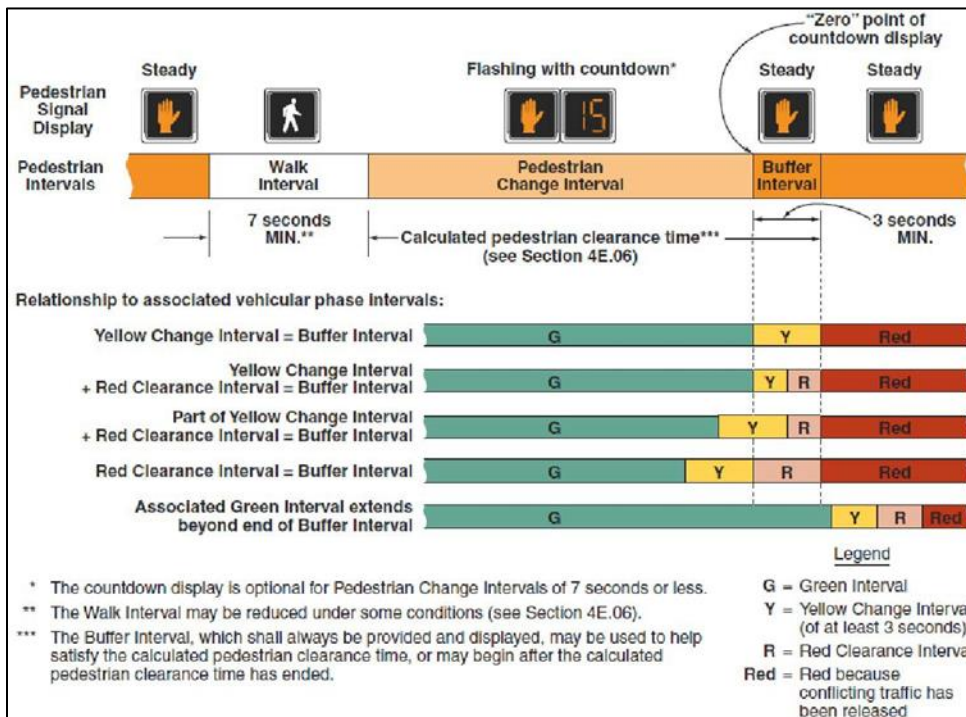 "Zero" point of
countdown display
Steady
Flashing with countdown*
Steady
Steady
Pedestrian
Signal
Display
15
Pedestrian
Intervals
Walk
Interval
Pedestrian
Change Interval
Buffer
Interval
7 seconds
MIN.**
Calculated pedestrian clearance time***
(see Section 4E.06)
3 seconds
MIN.
Relationship to associated vehicular phase intervals:
Yellow Change Interval = Buffer Interval
G
Y
Red
Yellow Change Interval
+ Red Clearance Interval = Buffer Interval
G
Y
R
Red
Part of Yellow Change Interval
+ Red Clearance Interval = Buffer Interval
G
Y
R
Red
Red Clearance Interval = Buffer Interval
G
Y
R
Red
Associated Green Interval extends
beyond end of Buffer Interval
G
Y
R
Red
* The countdown display is optional for Pedestrian Change Intervals of 7 seconds or less.
** The Walk Interval may be reduced under some conditions (see Section 4E.06).
*** The Buffer Interval, which shall always be provided and displayed, may be used to help
satisfy the calculated pedestrian clearance time, or may begin after the calculated
pedestrian clearance time has ended.
Legend
G = Green Interval
Y = Yellow Change Interval
(of at least 3 seconds)
R = Red Clearance Interval
Red = Red because
conflicting traffic has
been released